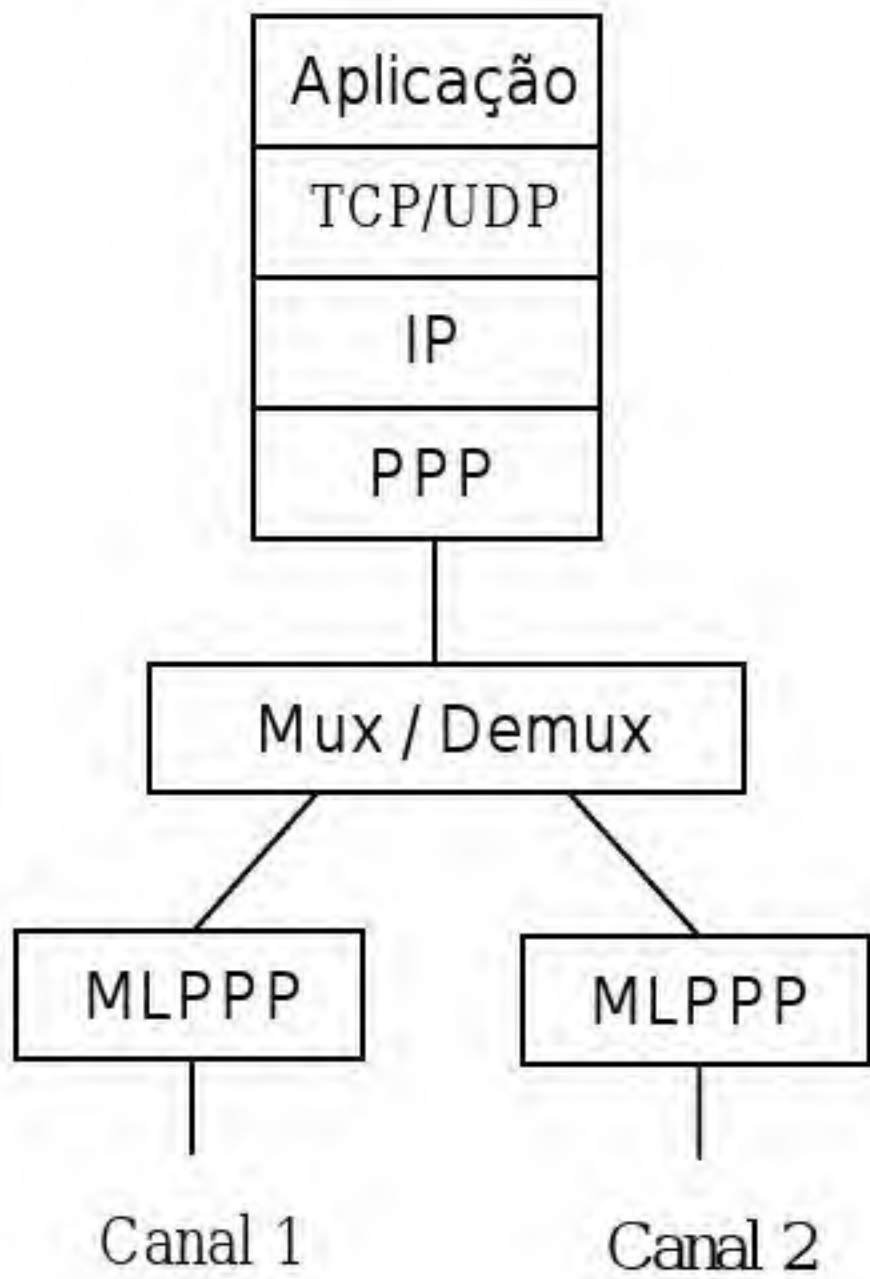 Aplicação
TCP/UDP
IP
PPP
Mux / Demux
MLPPP
MLPPP
Canal 1
Canal 2